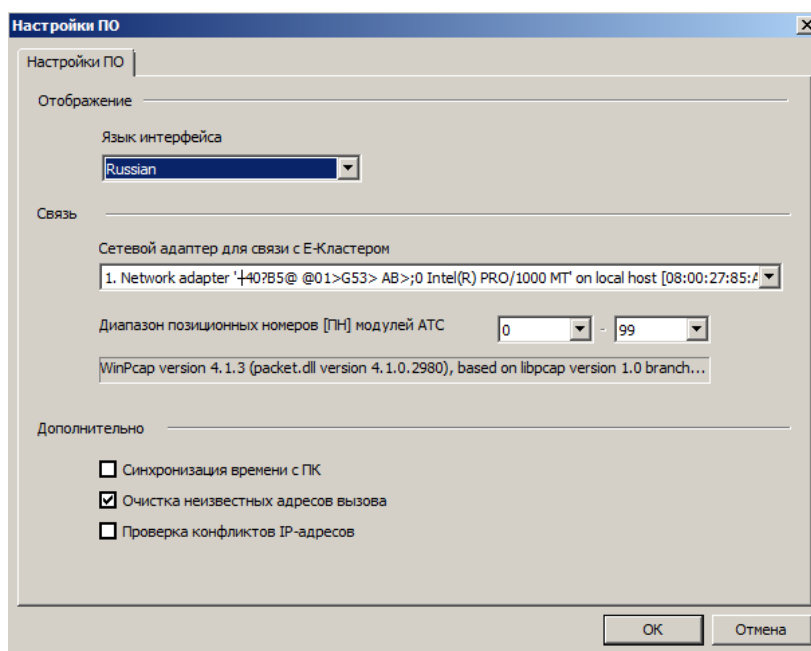 Настройки ПО
Настройки ПО
Отображение
Язык интерфейса
Russian
Связь
Сетевой адаптер для связи с Е-Кластером
1. Network adapter '┼40?B5@ @01>G53> AB>;0 Intel(R) PRO/1000 MT' on local host [08:00:27:85:A
Диапазон позиционных номеров [ПН] модулей АТС 0 - 99
WinPcap version 4.1.3 (packet.dll version 4.1.0.2980), based on libpcap version 1.0 branch...
Дополнительно
Синхронизация времени с ПК
Очистка неизвестных адресов вызова
Проверка конфликтов IP-адресов
OK Отмена